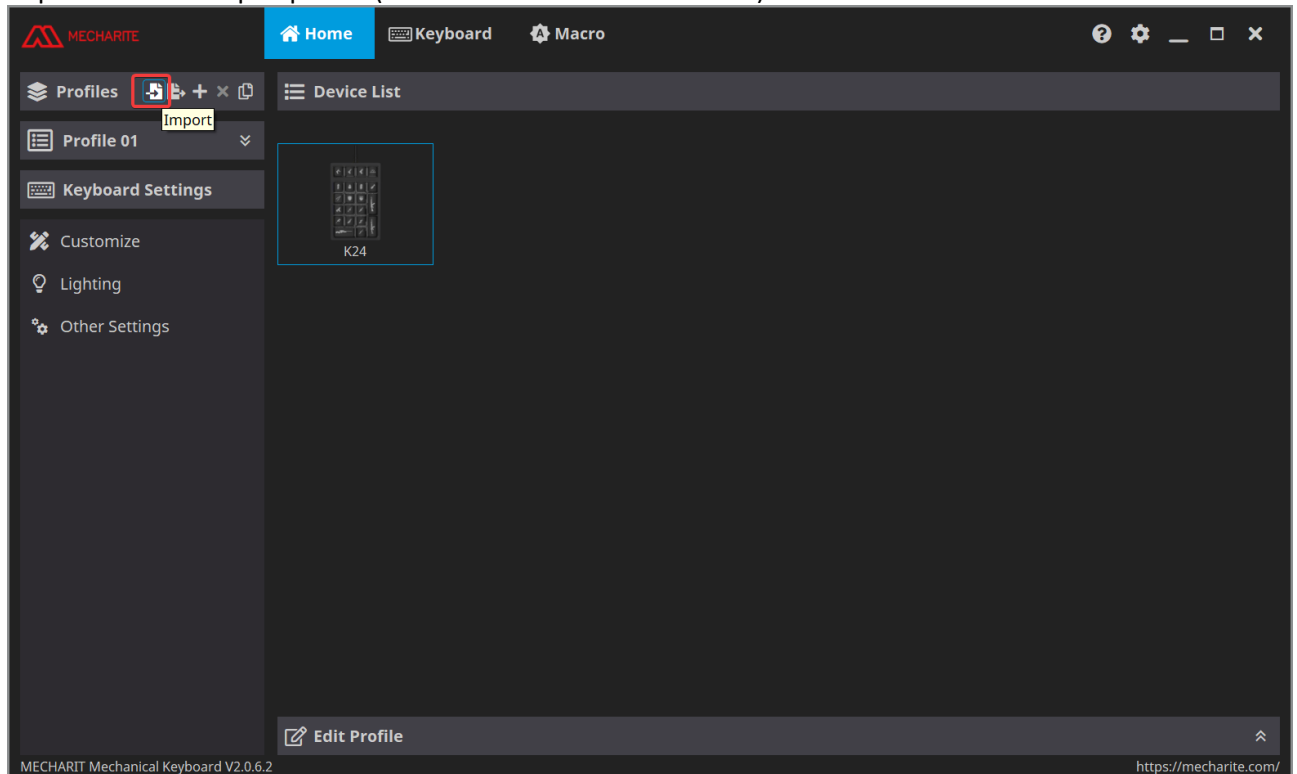 MECHARITE
Home
Keyboard
Macro
Profiles
Import
Device List
Profile 01
Keyboard Settings
Customize
Lighting
Other Settings
K24
Edit Profile
MECHARIT Mechanical Keyboard V2.0.6.2
https://mecharite.com/